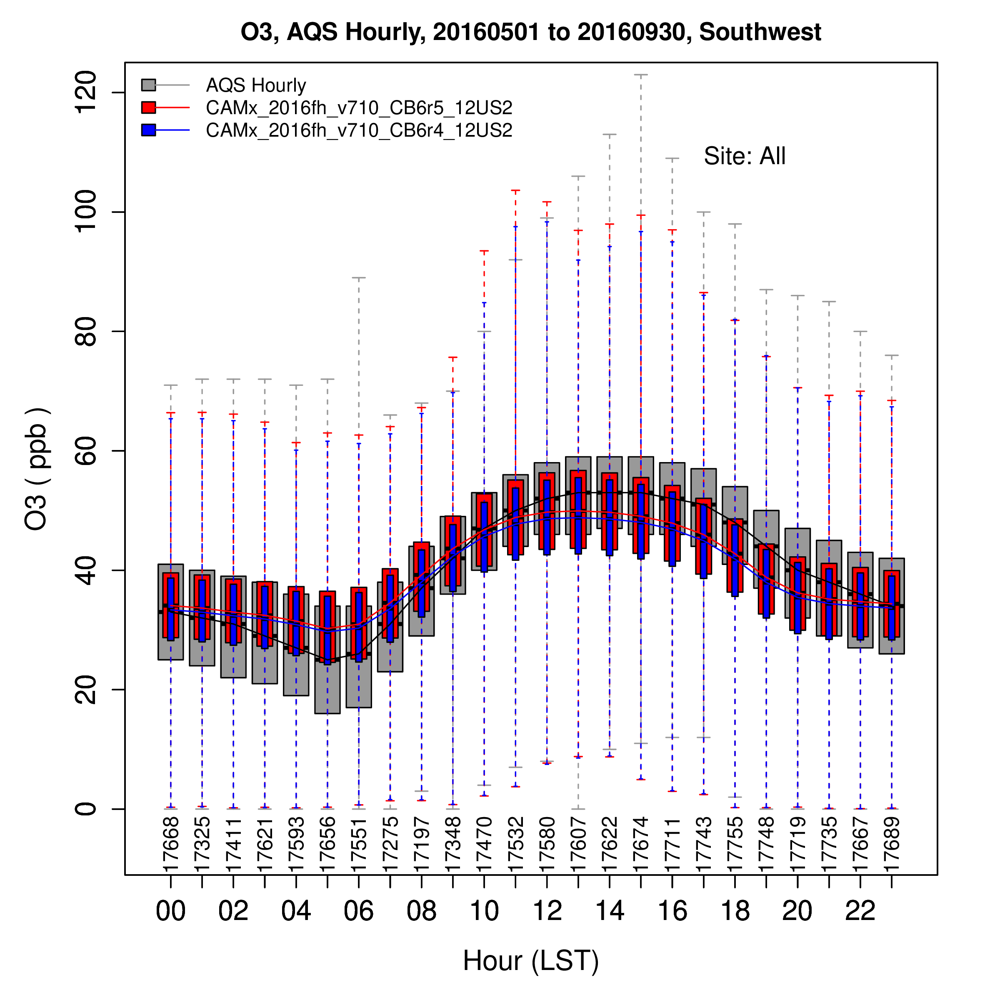 O3, AQS Hourly, 20160501 to 20160930, Southwest
AQS Hourly
CAMx_2016fh_v710_CB6r5_12US2
CAMx_2016fh_v710_CB6r4_12US2
Site: All
O3 ( ppb )
120
100
80
60
40
20
0
17668 17325 17411 17621 17593 17656 17551 17275 17197 17348 17470 17532 17580 17607 17622 17674 17711 17743 17755 17748 17719 17735 17667 17689
00 02 04 06 08 10 12 14 16 18 20 22
Hour (LST)